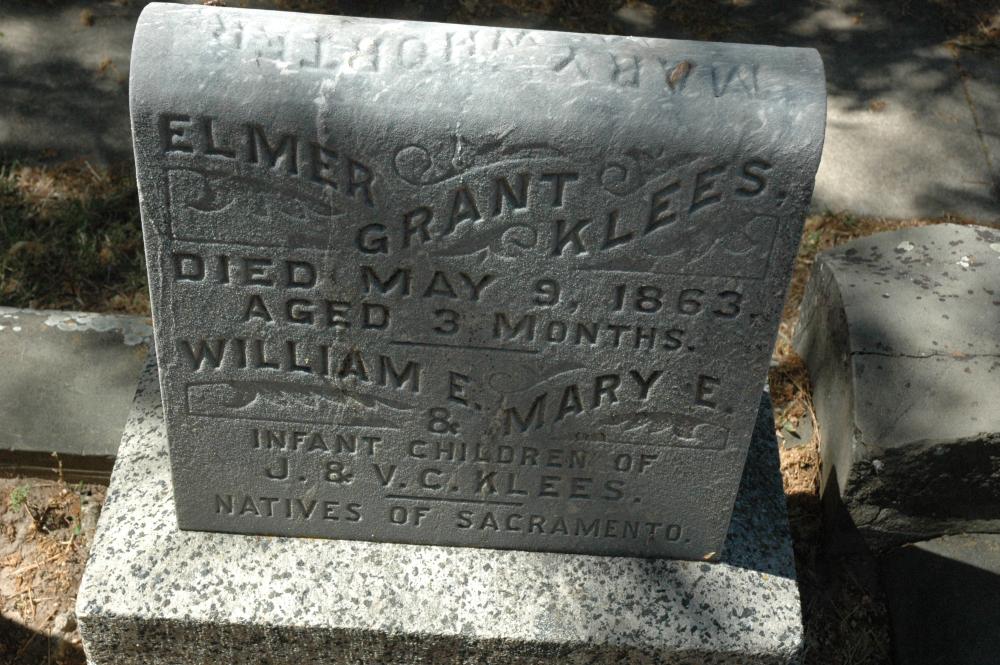 MARY
ELMER
GRANT
KLEES.
DIED MAY 9, 1863.
AGED 3 MONTHS.
WILLIAM E.
& MARY E.
INFANT CHILDREN OF
J. & V. C. KLEES.
NATIVES OF SACRAMENTO.